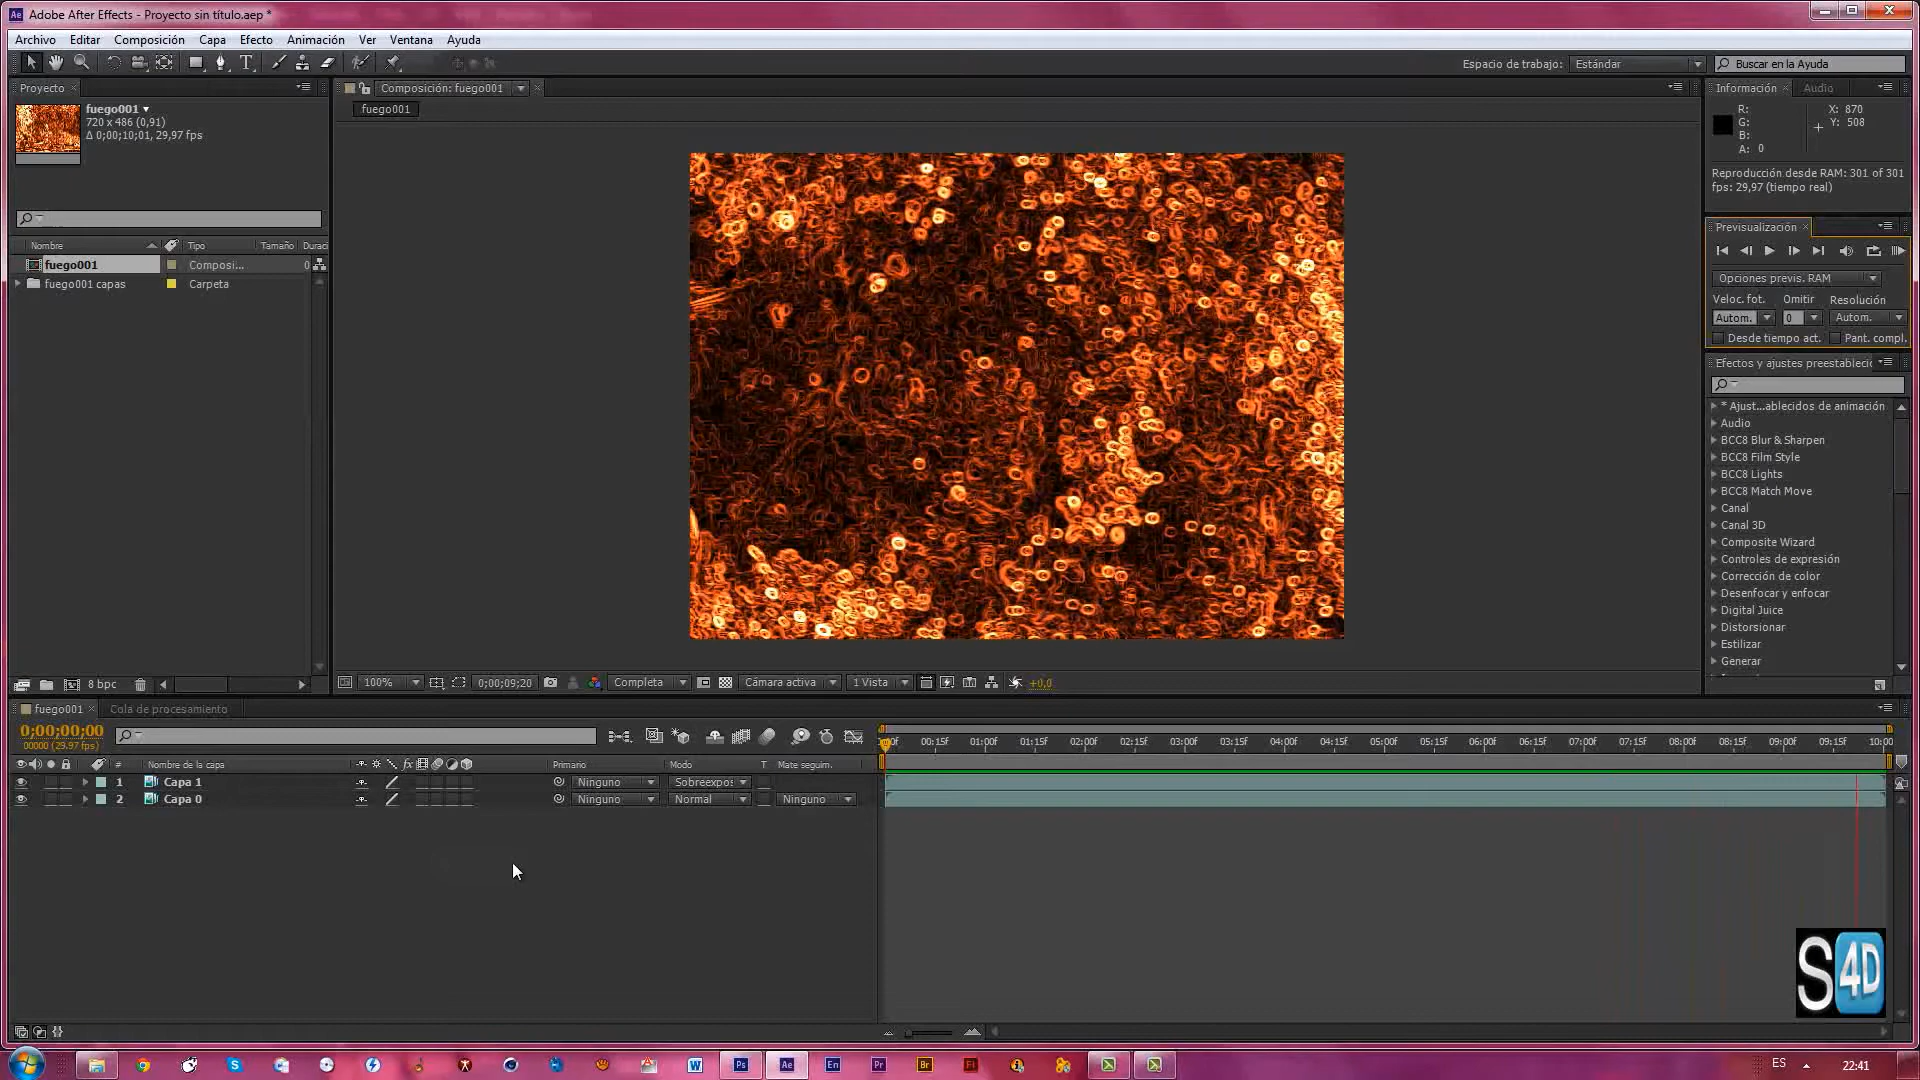 Adobe After Effects - Proyecto sin título.aep *
Archivo Editar Composición Capa Efecto Animación Ver Ventana Ayuda
Espacio de trabajo: Estándar Buscar en la Ayuda
Proyecto Composición: fuego001 Información Audio
fuego001
fuego001
720 x 486 (0,91)
Δ 0;00;10;01, 29,97 fps
R: X: 870
G: Y: 508
B:
A: 0
Reproducción desde RAM: 301 of 301
fps: 29,97 (tiempo real)
Previsualización
Opciones previs. RAM
Veloc. fot. Omitir Resolución
Autom. 0 Autom.
Desde tiempo act. Pant. compl.
Nombre Tipo Tamaño Duraci
fuego001 Composi... 0
fuego001 capas Carpeta
Efectos y ajustes preestableci
* Ajust...ablecidos de animación
Audio
BCC8 Blur & Sharpen
BCC8 Film Style
BCC8 Lights
BCC8 Match Move
Canal
Canal 3D
Composite Wizard
Controles de expresión
Corrección de color
Desenfocar y enfocar
Digital Juice
Distorsionar
Estilizar
Generar
8 bpc
100% 0;00;09;20 Completa Cámara activa 1 Vista +0,0
fuego001 Cola de procesamiento
0;00;00;00
00000 (29.97 fps)
00:15f 01:00f 01:15f 02:00f 02:15f 03:00f 03:15f 04:00f 04:15f 05:00f 05:15f 06:00f 06:15f 07:00f 07:15f 08:00f 08:15f 09:00f 09:15f 10:00
# Nombre de la capa fx Primario Modo T Mate seguim.
1 Capa 1 Ninguno Sobreexpos
2 Capa 0 Ninguno Normal Ninguno
S4D
Ps Ae En Pr Br Fl
ES 22:41